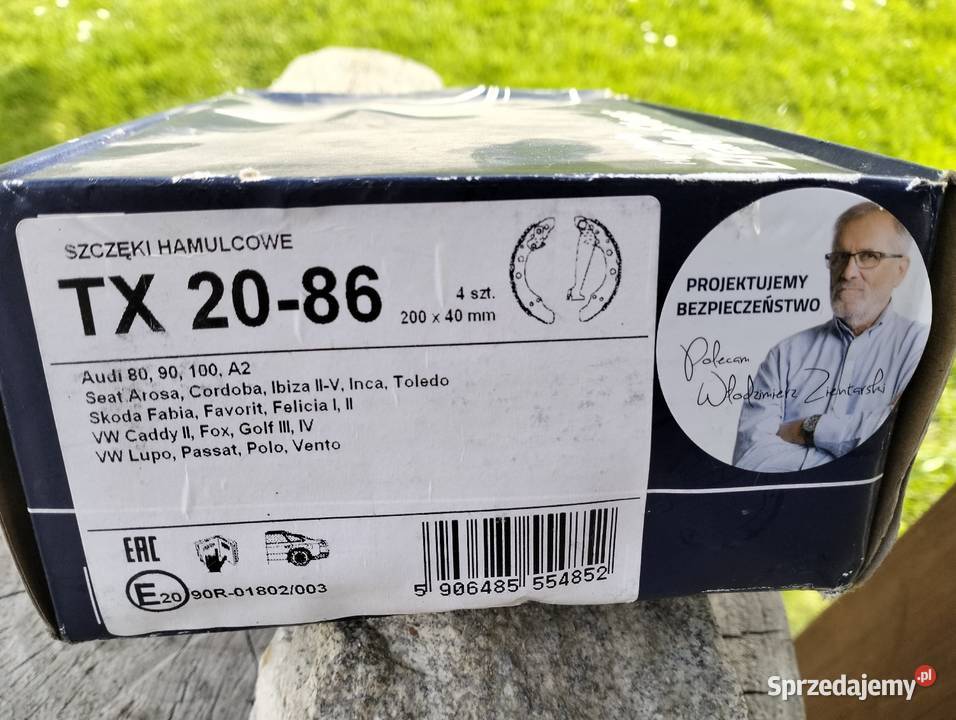 SZCZĘKI HAMULCOWE
TX 20-86
4 szt.
200 x 40 mm
Audi 80, 90, 100, A2
Seat Arosa, Cordoba, Ibiza II-V, Inca, Toledo
Skoda Fabia, Favorit, Felicia I, II
VW Caddy II, Fox, Golf III, IV
VW Lupo, Passat, Polo, Vento
EAC
E20 90R-01802/003
5 906485 554852
PROJEKTUJEMY
BEZPIECZEŃSTWO
Polecam
Włodzimierz Zientarski
Sprzedajemy.pl